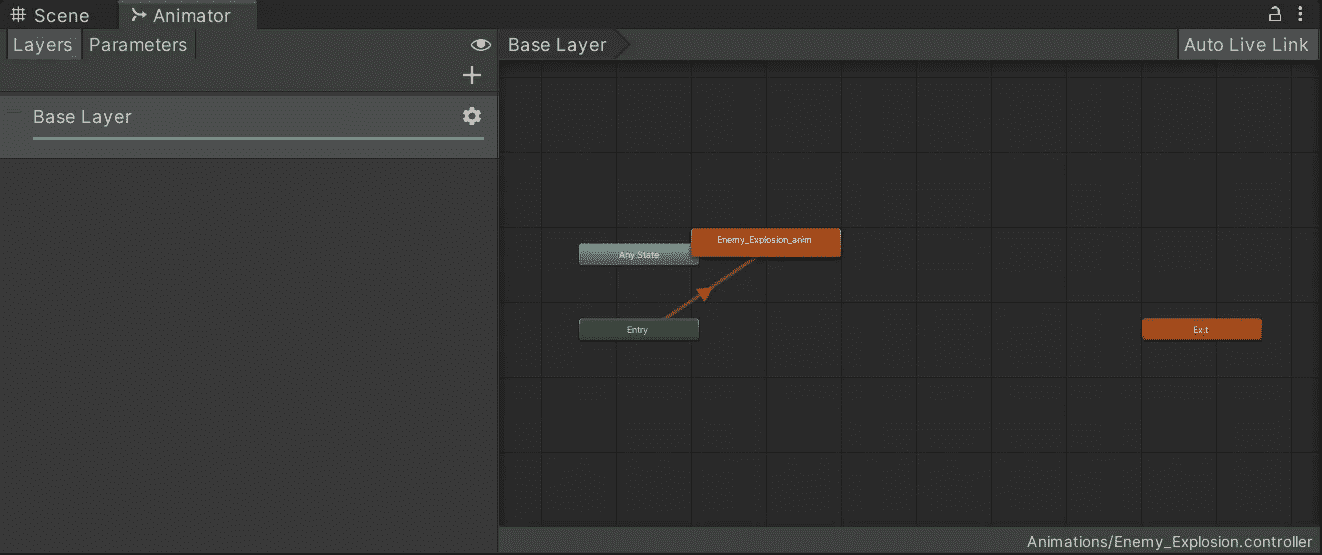 Scene
Animator
Layers
Parameters
Base Layer
Auto Live Link
Base Layer
Enemy_Explosion_anim
Any State
Entry
Exit
Animations/Enemy_Explosion.controller